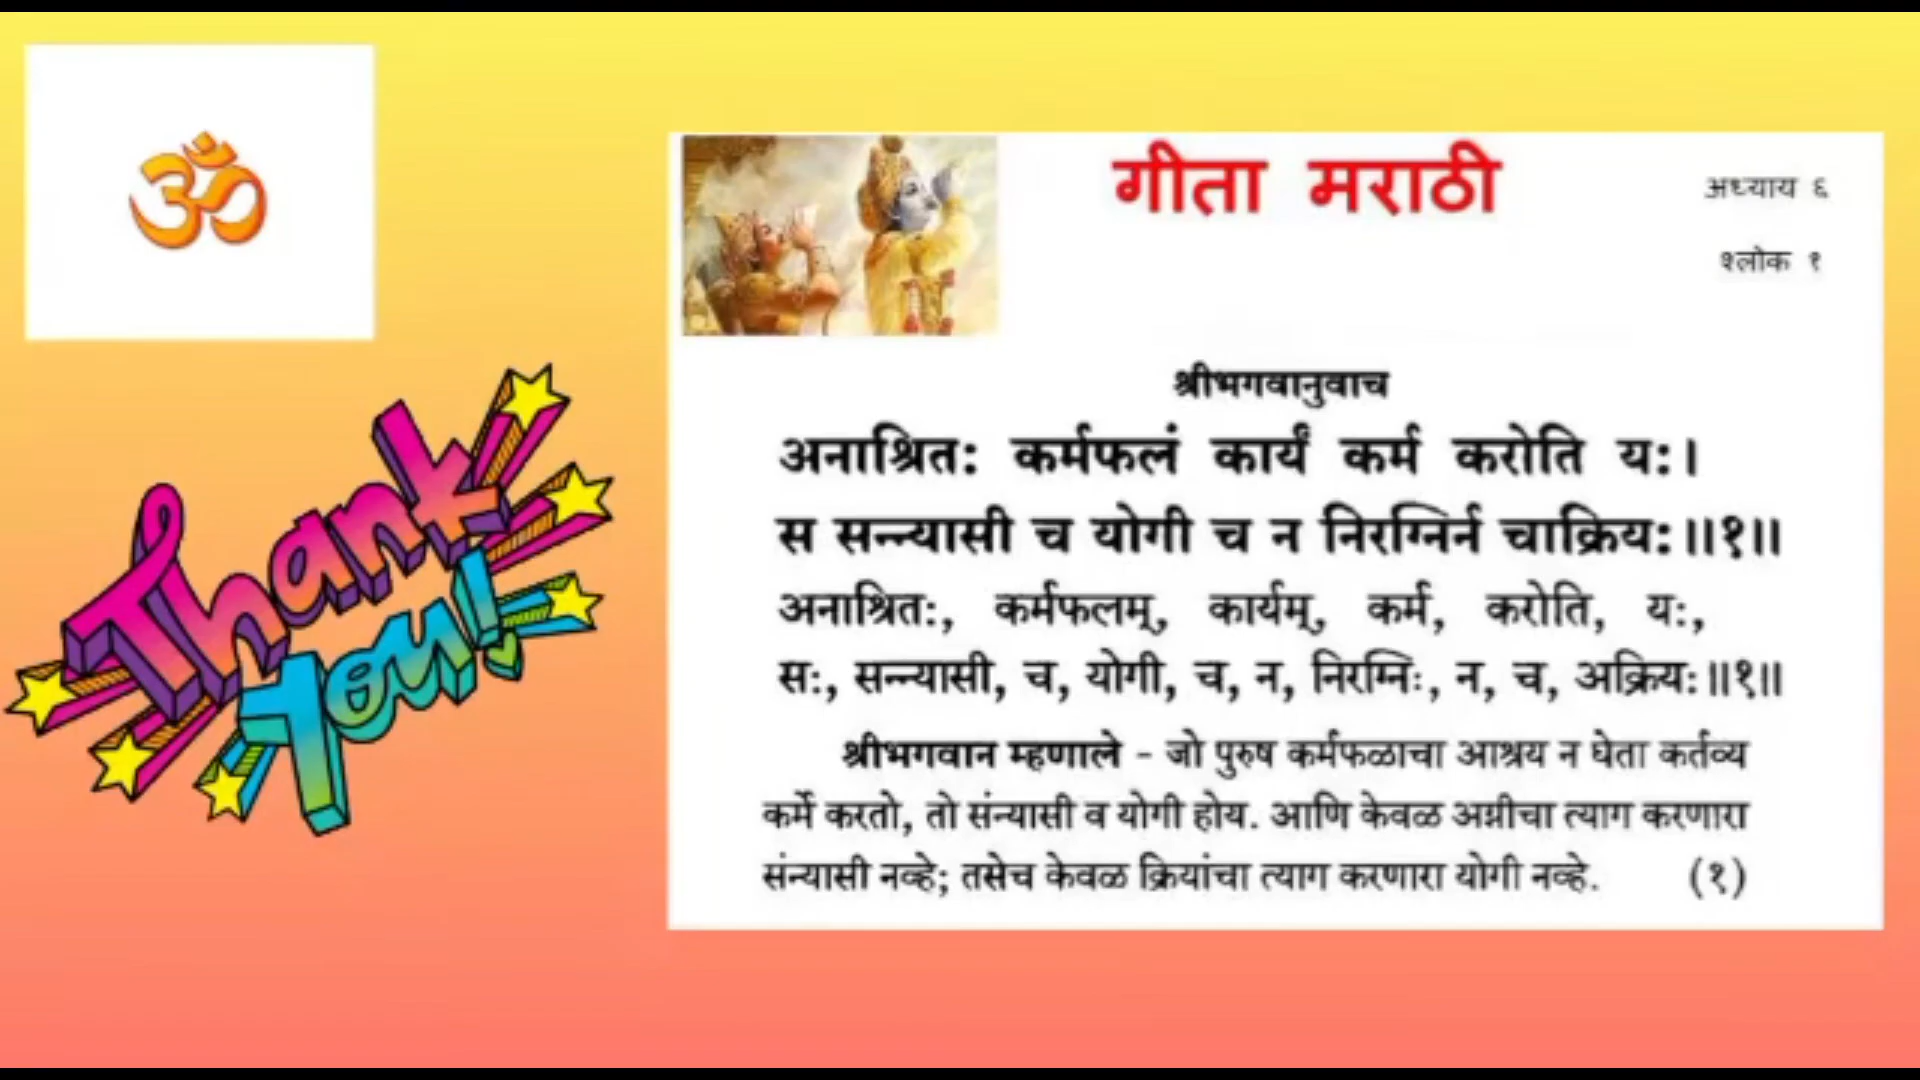 ॐ
Thank
You!
गीता मराठी
अध्याय ६
श्लोक १
श्रीभगवानुवाच
अनाश्रितः कर्मफलं कार्यं कर्म करोति यः।
स सन्न्यासी च योगी च न निरग्निर्न चाक्रियः॥१॥
अनाश्रितः, कर्मफलम्, कार्यम्, कर्म, करोति, यः,
सः, सन्न्यासी, च, योगी, च, न, निरग्निः, न, च, अक्रियः॥१॥
श्रीभगवान म्हणाले - जो पुरुष कर्मफळाचा आश्रय न घेता कर्तव्य
कर्मे करतो, तो संन्यासी व योगी होय. आणि केवळ अग्नीचा त्याग करणारा
संन्यासी नव्हे; तसेच केवळ क्रियांचा त्याग करणारा योगी नव्हे. (१)